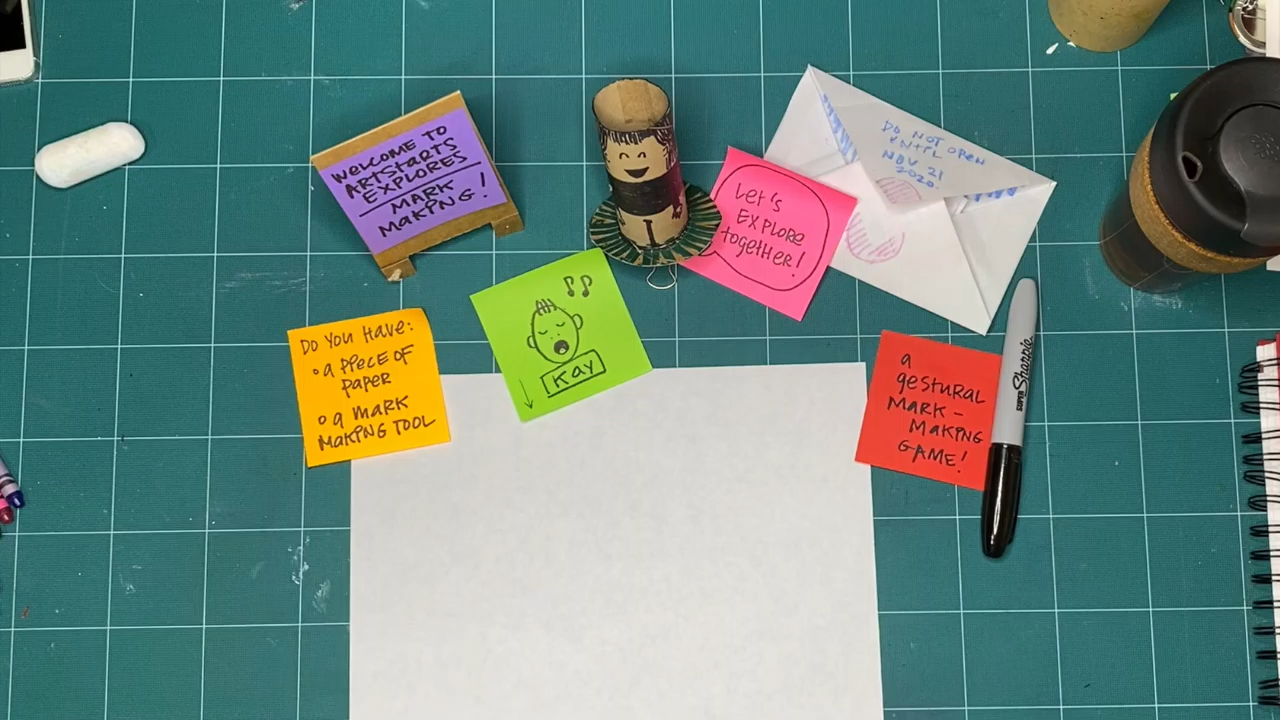 WELCOME TO
ARTSTARTS
EXPLORES
MARK
MAKING!
Let's
EXPLORE
together!
DO NOT OPEN
UNTIL
NOV 21
2020.
DO YOU HAVE:
• a PIECE OF
PAPER
• a MARK
MAKING TOOL
KAY
a
gestural
MARK-
MAKING
GAME!
SUPER Sharpie